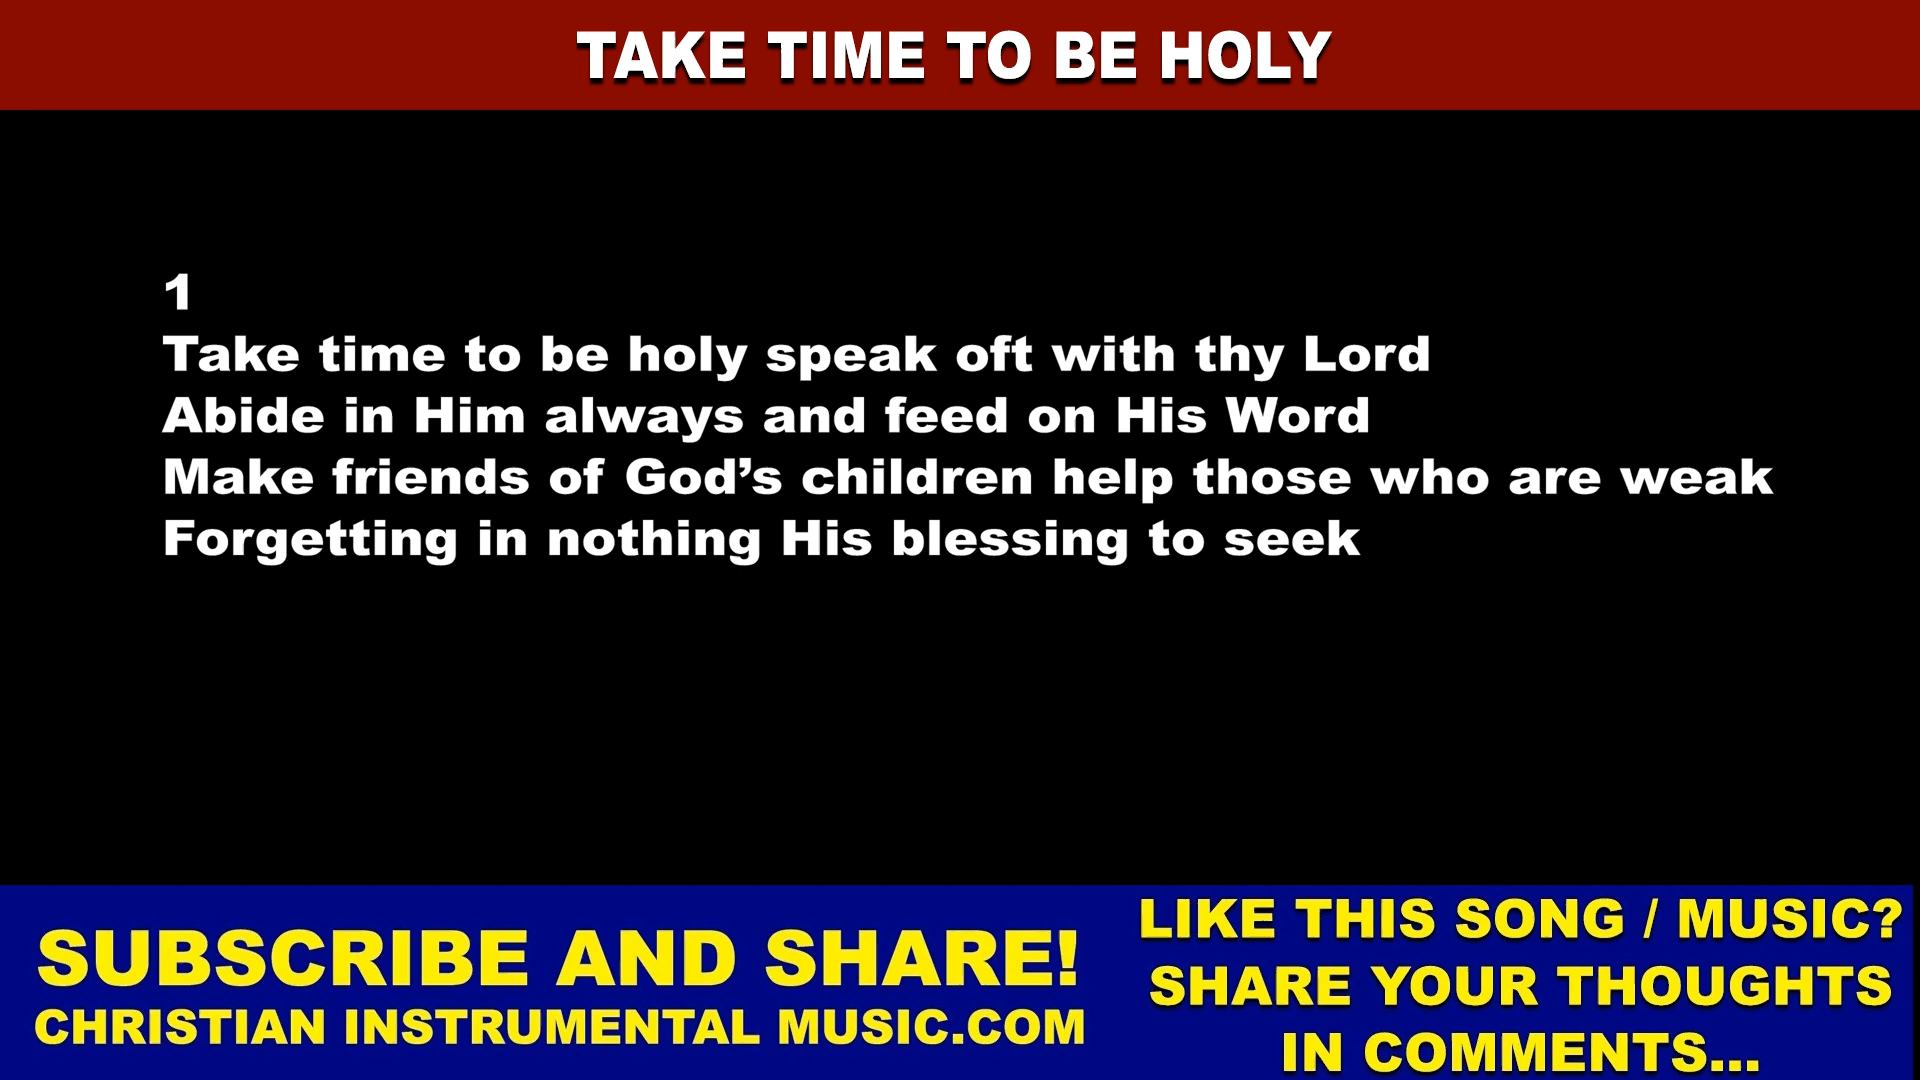 TAKE TIME TO BE HOLY
1
Take time to be holy speak oft with thy Lord
Abide in Him always and feed on His Word
Make friends of God’s children help those who are weak
Forgetting in nothing His blessing to seek
SUBSCRIBE AND SHARE!
CHRISTIAN INSTRUMENTAL MUSIC.COM
LIKE THIS SONG / MUSIC?
SHARE YOUR THOUGHTS
IN COMMENTS...